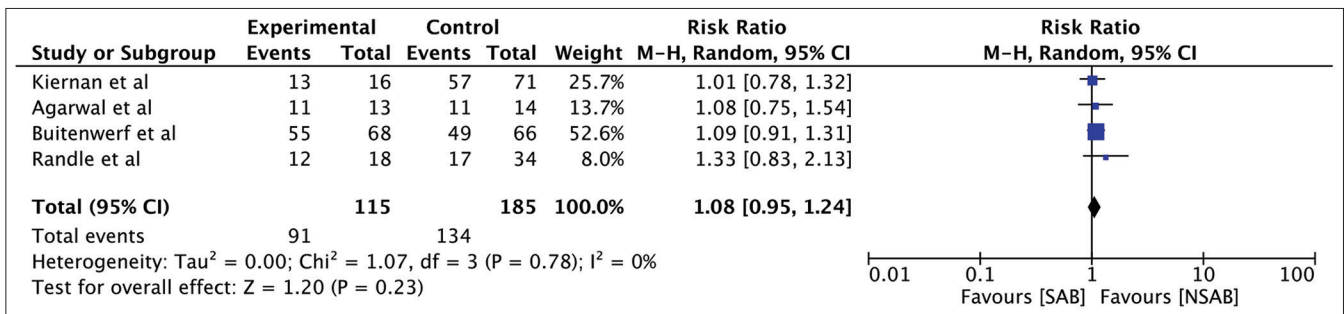 Experimental Control Risk Ratio Risk Ratio
Study or Subgroup Events Total Events Total Weight M-H, Random, 95% CI M-H, Random, 95% CI
Kiernan et al 13 16 57 71 25.7% 1.01 [0.78, 1.32]
Agarwal et al 11 13 11 14 13.7% 1.08 [0.75, 1.54]
Buitenwerf et al 55 68 49 66 52.6% 1.09 [0.91, 1.31]
Randle et al 12 18 17 34 8.0% 1.33 [0.83, 2.13]
Total (95% CI) 115 185 100.0% 1.08 [0.95, 1.24]
Total events 91 134
Heterogeneity: Tau² = 0.00; Chi² = 1.07, df = 3 (P = 0.78); I² = 0%
Test for overall effect: Z = 1.20 (P = 0.23)
0.01 0.1 1 10 100
Favours [SAB] Favours [NSAB]